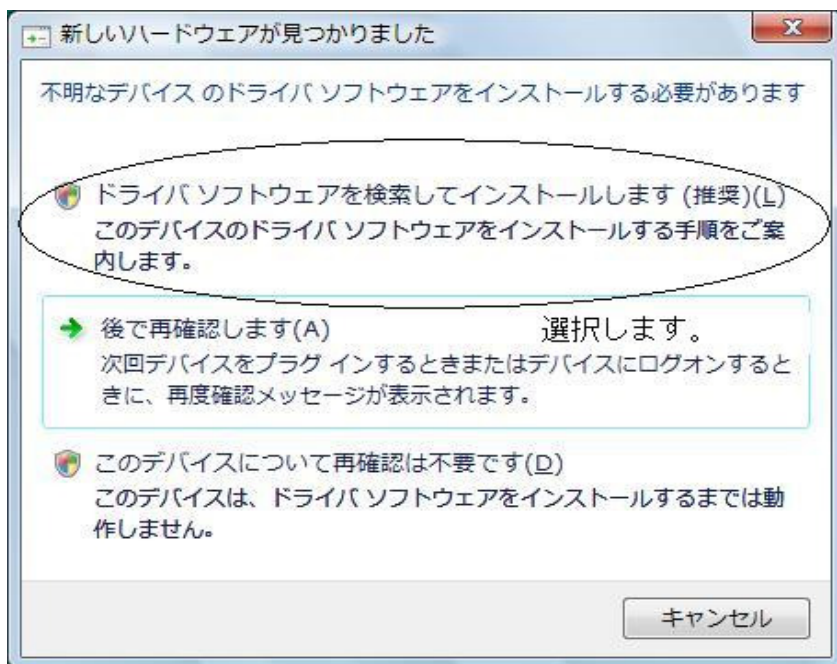 新しいハードウェアが見つかりました
不明なデバイス のドライバ ソフトウェアをインストールする必要があります
ドライバ ソフトウェアを検索してインストールします (推奨)(L)
このデバイスのドライバ ソフトウェアをインストールする手順をご案
内します。
後で再確認します(A)
選択します。
次回デバイスをプラグ インするときまたはデバイスにログオンすると
きに、再度確認メッセージが表示されます。
このデバイスについて再確認は不要です(D)
このデバイスは、ドライバ ソフトウェアをインストールするまでは動
作しません。
キャンセル